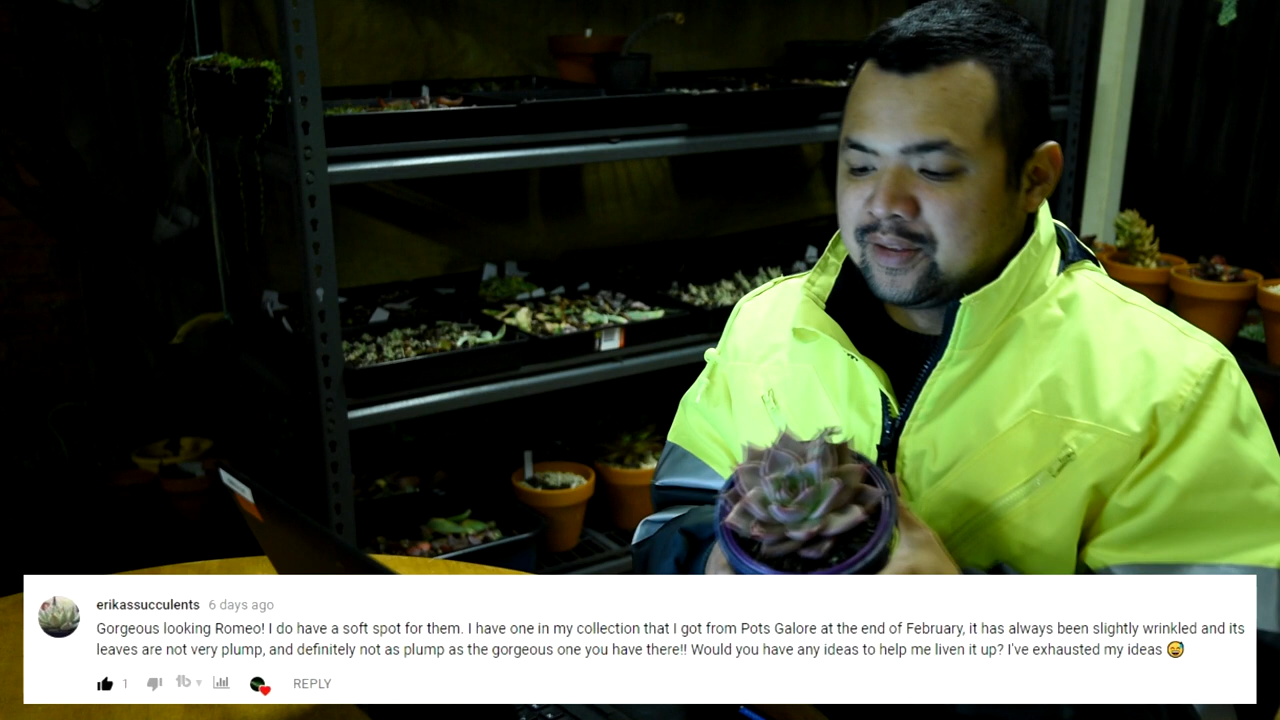 erikassucculents 6 days ago
Gorgeous looking Romeo! I do have a soft spot for them. I have one in my collection that I got from Pots Galore at the end of February, it has always been slightly wrinkled and its
leaves are not very plump, and definitely not as plump as the gorgeous one you have there!! Would you have any ideas to help me liven it up? I've exhausted my ideas 😅
1 REPLY